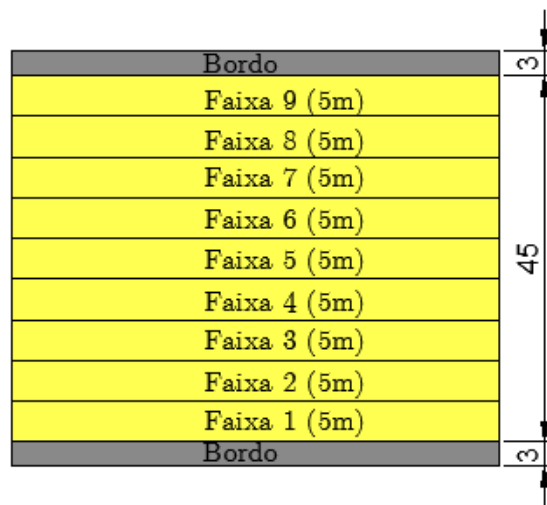 Bordo
3
Faixa 9 (5m)
Faixa 8 (5m)
Faixa 7 (5m)
Faixa 6 (5m)
Faixa 5 (5m)
45
Faixa 4 (5m)
Faixa 3 (5m)
Faixa 2 (5m)
Faixa 1 (5m)
Bordo
3